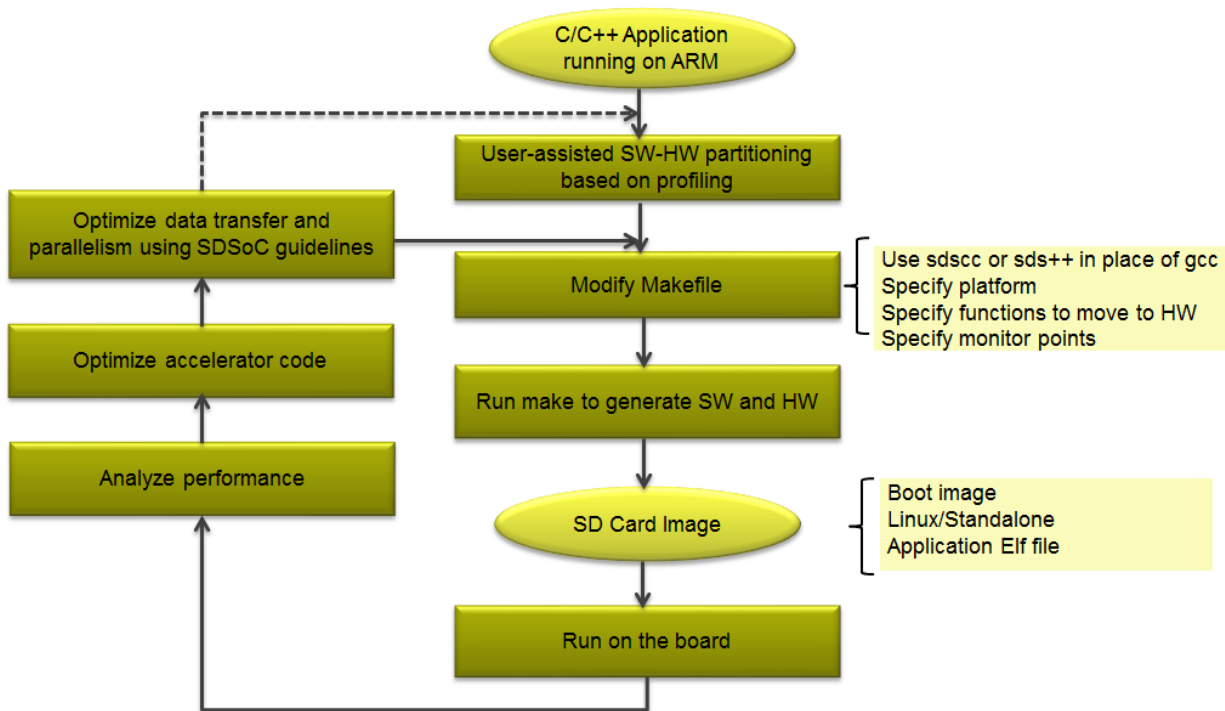 C/C++ Application
running on ARM
User-assisted SW-HW partitioning
based on profiling
Optimize data transfer and
parallelism using SDSoC guidelines
Modify Makefile
Use sdscc or sds++ in place of gcc
Specify platform
Specify functions to move to HW
Specify monitor points
Optimize accelerator code
Run make to generate SW and HW
Analyze performance
SD Card Image
Boot image
Linux/Standalone
Application Elf file
Run on the board